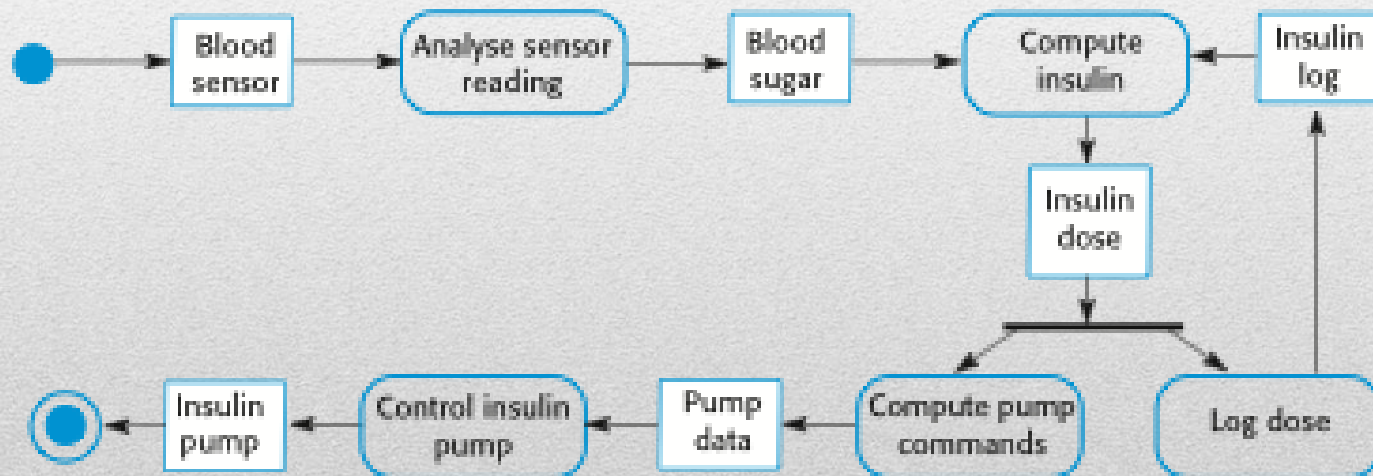 Blood
sensor
Analyse sensor
reading
Blood
sugar
Compute
insulin
Insulin
log
Insulin
dose
Insulin
pump
Control insulin
pump
Pump
data
Compute pump
commands
Log dose